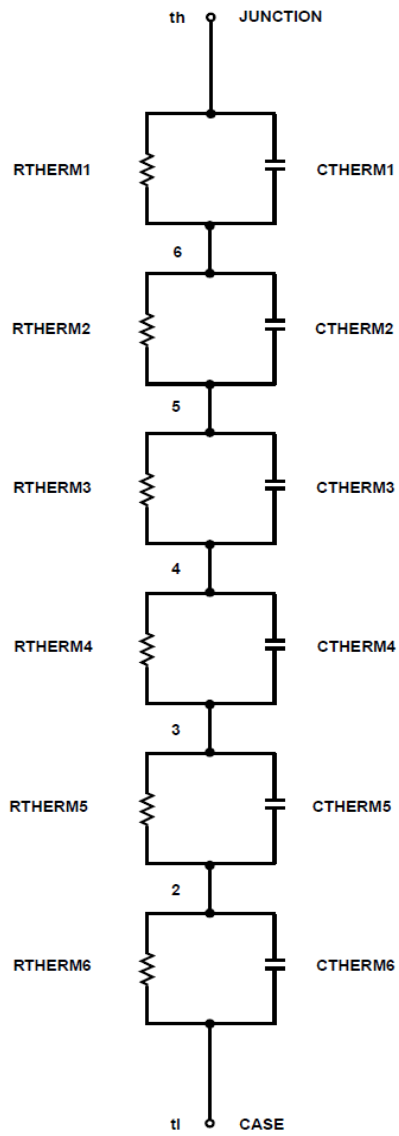 th JUNCTION
RTHERM1 CTHERM1
6
RTHERM2 CTHERM2
5
RTHERM3 CTHERM3
4
RTHERM4 CTHERM4
3
RTHERM5 CTHERM5
2
RTHERM6 CTHERM6
tl CASE